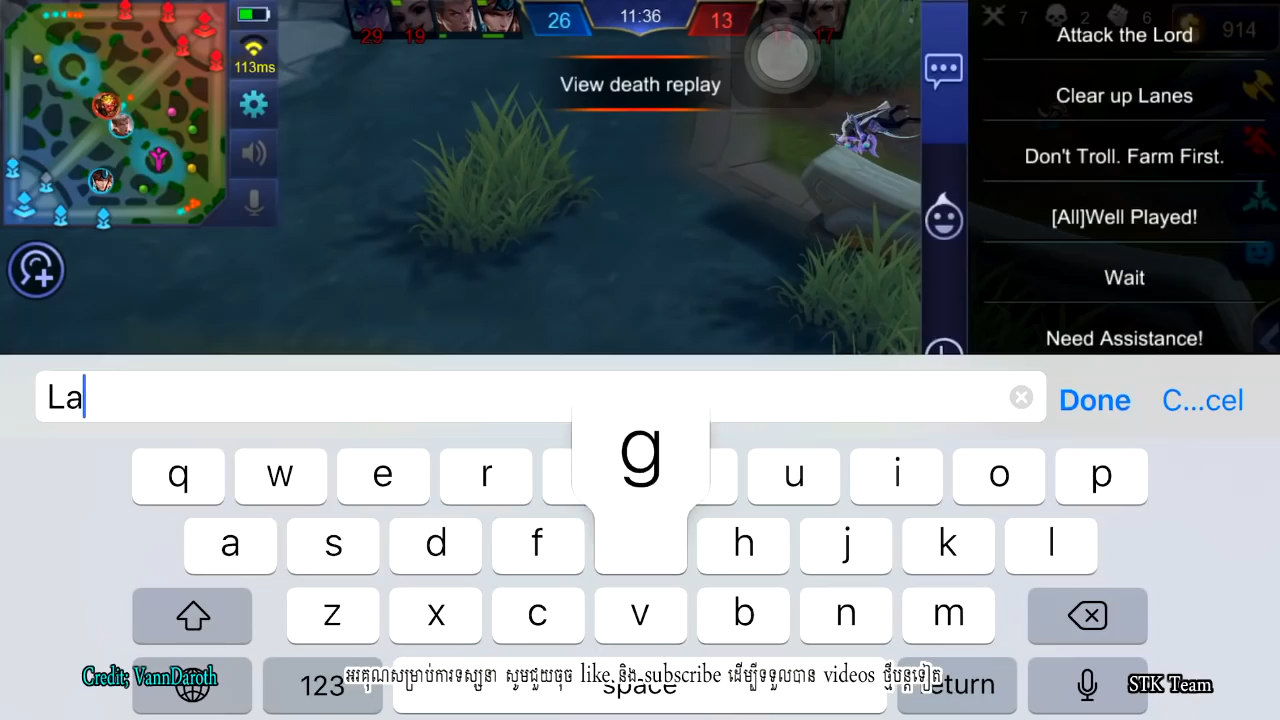 26
11:36
13
29
19
17
113ms
View death replay
7
2
6
914
Attack the Lord
Clear up Lanes
Don't Troll. Farm First.
[All]Well Played!
Wait
Need Assistance!
La
Done
C...cel
g
q w e r u i o p
a s d f h j k l
z x c v b n m
123
space
Credit; VannDaroth
អរគុណសម្រាប់ការទស្សនា សូមជួយចុច like និង subscribe ដើម្បីទទួលបាន videos ថ្មីបន្តទៀត
STK Team